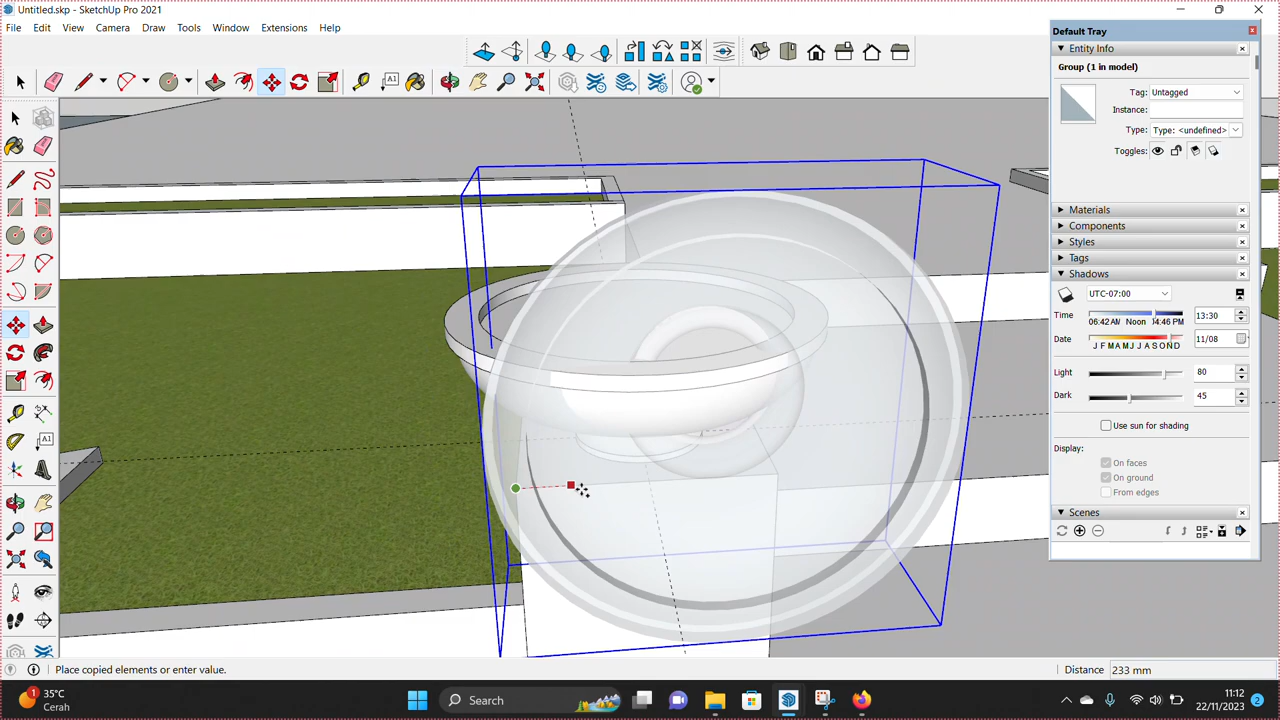 Untitled.skp - SketchUp Pro 2021
File Edit View Camera Draw Tools Window Extensions Help
Default Tray
Entity Info
Group (1 in model)
Tag: Untagged
Instance:
Type: Type: <undefined>
Toggles:
Materials
Components
Styles
Tags
Shadows
UTC-07:00
Time 06:42 AM Noon 14:46 PM 13:30
Date J F M A M J J A S O N D 11/08
Light 80
Dark 45
Use sun for shading
Display:
On faces
On ground
From edges
Scenes
Place copied elements or enter value.
Distance 233 mm
1
35°C
Cerah
Search
11:12
22/11/2023
2